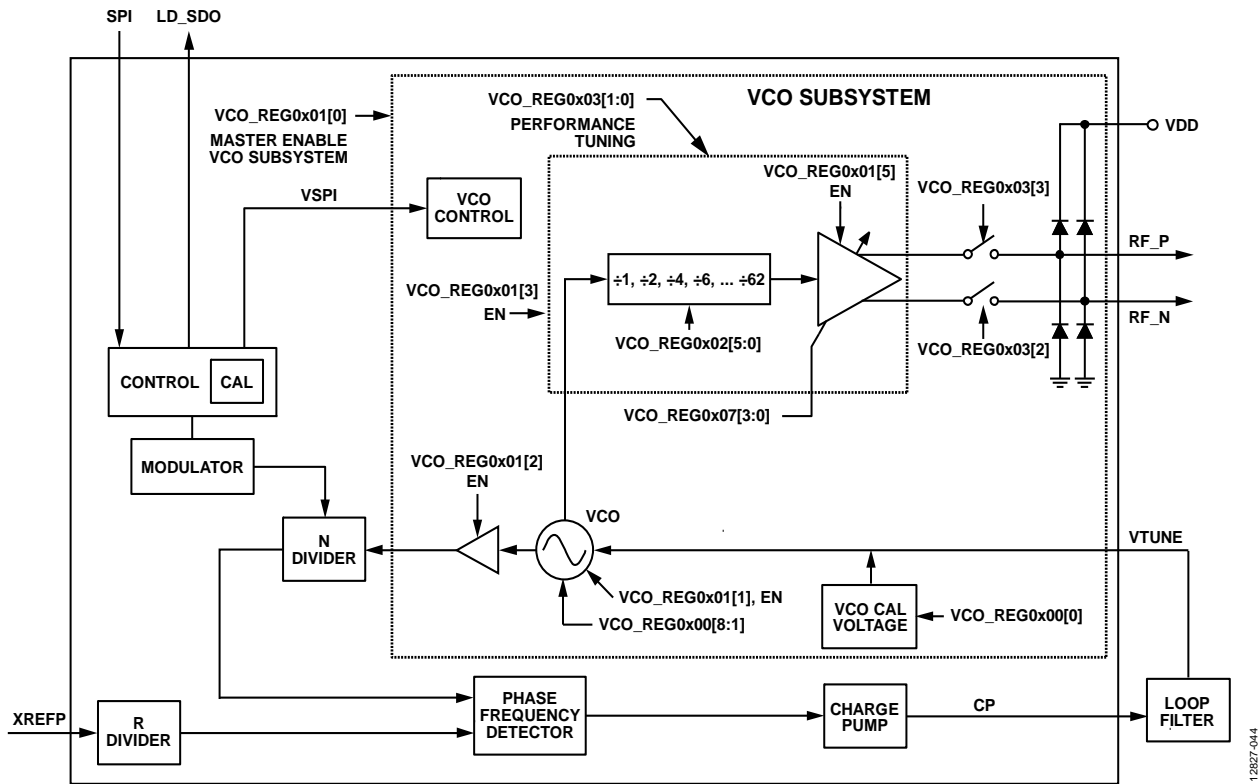 SPI
LD_SDO
VCO_REG0x03[1:0]
PERFORMANCE
TUNING
VCO SUBSYSTEM
VCO_REG0x01[0]
MASTER ENABLE
VCO SUBSYSTEM
VDD
VSPI
VCO
CONTROL
VCO_REG0x01[5]
EN
VCO_REG0x03[3]
RF_P
÷1, ÷2, ÷4, ÷6, ... ÷62
VCO_REG0x01[3]
EN
RF_N
VCO_REG0x02[5:0]
VCO_REG0x03[2]
CONTROL
CAL
VCO_REG0x07[3:0]
MODULATOR
VCO_REG0x01[2]
EN
VCO
N
DIVIDER
VTUNE
VCO_REG0x01[1], EN
VCO_REG0x00[8:1]
VCO CAL
VOLTAGE
VCO_REG0x00[0]
XREFP
R
DIVIDER
PHASE
FREQUENCY
DETECTOR
CHARGE
PUMP
CP
LOOP
FILTER
12827-044